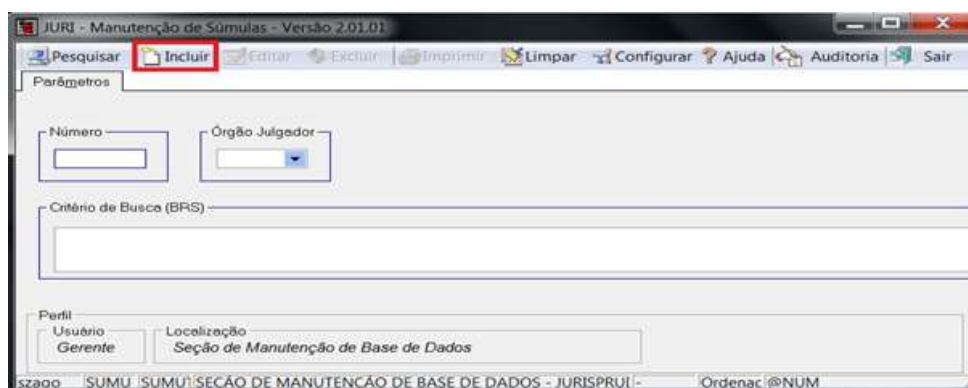 JURI - Manutenção de Súmulas - Versão 2.01.01
Pesquisar Incluir Editar Excluir Imprimir Limpar Configurar ? Ajuda Auditoria Sair
Parâmetros
Número Órgão Julgador
Critério de Busca (BRS)
Perfil
Usuário Localização
Gerente Seção de Manutenção de Base de Dados
szago SUMU SUMU SEÇÃO DE MANUTENÇÃO DE BASE DE DADOS - JURISPRU - Ordenac @NUM